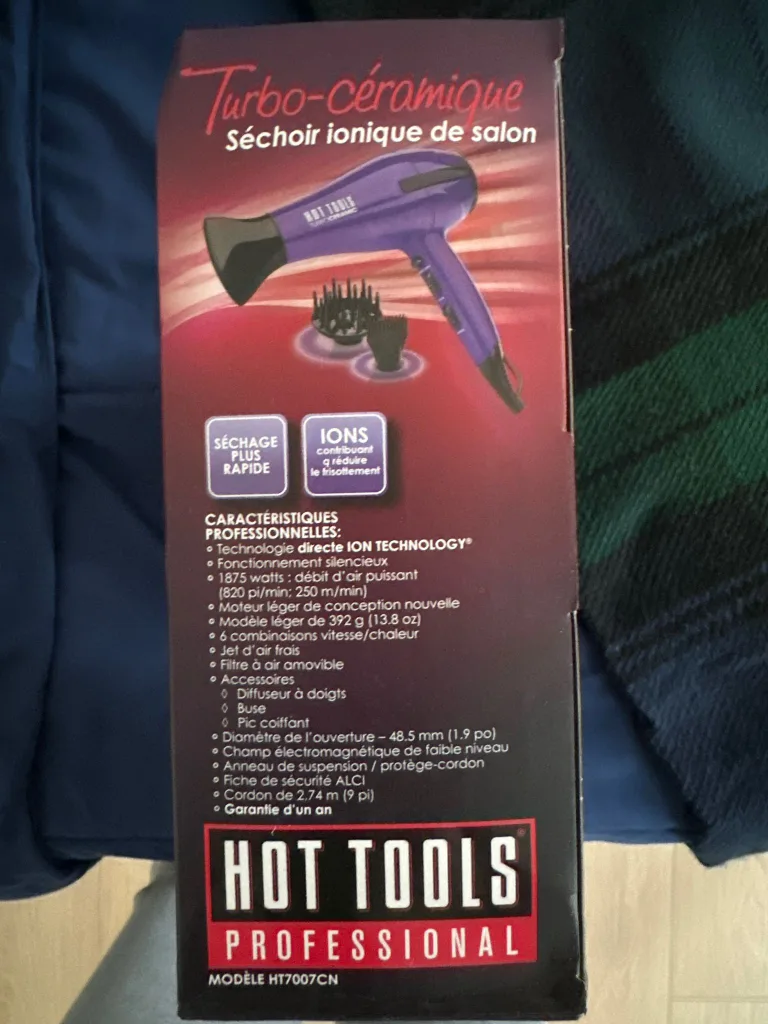 Turbo-céramique
Séchoir ionique de salon
HOT TOOLS
SÉCHAGE
PLUS
RAPIDE
IONS
contribuant
q réduire
le frisottement
CARACTÉRISTIQUES
PROFESSIONNELLES:
◦ Technologie directe ION TECHNOLOGY®
◦ Fonctionnement silencieux
◦ 1875 watts : débit d'air puissant
(820 pi/min; 250 m/min)
◦ Moteur léger de conception nouvelle
◦ Modèle léger de 392 g (13.8 oz)
◦ 6 combinaisons vitesse/chaleur
◦ Jet d'air frais
◦ Filtre à air amovible
◦ Accessoires
◊ Diffuseur à doigts
◊ Buse
◊ Pic coiffant
◦ Diamètre de l'ouverture – 48.5 mm (1.9 po)
◦ Champ électromagnétique de faible niveau
◦ Anneau de suspension / protège-cordon
◦ Fiche de sécurité ALCI
◦ Cordon de 2,74 m (9 pi)
◦ Garantie d'un an
HOT TOOLS®
PROFESSIONAL
MODÈLE HT7007CN